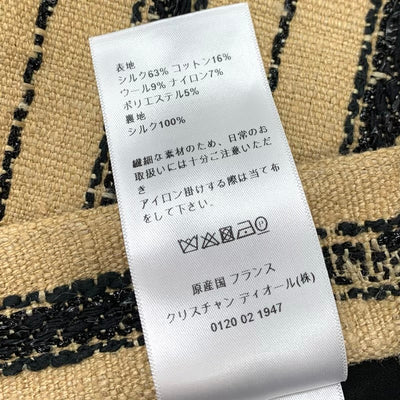 表地
シルク63% コットン16%
ウール9% ナイロン7%
ポリエステル5%
裏地
シルク100%
繊細な素材のため、日常のお
取扱いには十分ご注意いただ
き
アイロン掛けする際は当て布
をして下さい。
原産国 フランス
クリスチャン ディオール(株)
0120 02 1947